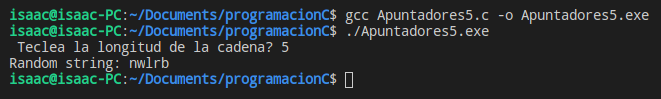 isaac@isaac-PC:~/Documents/programacionC$ gcc Apuntadores5.c -o Apuntadores5.exe
isaac@isaac-PC:~/Documents/programacionC$ ./Apuntadores5.exe
 Teclea la longitud de la cadena? 5
Random string: nwlrb
isaac@isaac-PC:~/Documents/programacionC$